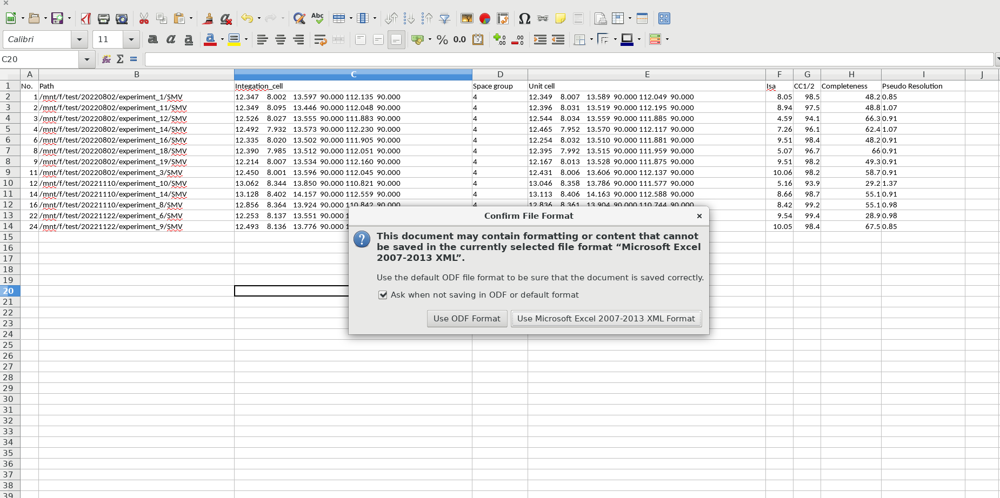 Abc
Calibri 11 a a a % 0.0 3 .00 .00
C20 Σ =
A B C D E F G H I J
1 No. Path Integation_cell Space group Unit cell Isa CC1/2 Completeness Pseudo Resolution
2 1 /mnt/f/test/20220802/experiment_1/SMV 12.347 8.002 13.597 90.000 112.135 90.000 4 12.349 8.007 13.589 90.000 112.049 90.000 8.05 98.5 48.2 0.85
3 2 /mnt/f/test/20220802/experiment_11/SMV 12.349 8.095 13.446 90.000 112.048 90.000 4 12.396 8.031 13.519 90.000 112.195 90.000 8.94 97.5 48.8 1.07
4 3 /mnt/f/test/20220802/experiment_12/SMV 12.526 8.027 13.555 90.000 111.883 90.000 4 12.544 8.034 13.559 90.000 111.885 90.000 4.59 94.1 66.3 0.91
5 4 /mnt/f/test/20220802/experiment_14/SMV 12.492 7.932 13.573 90.000 112.230 90.000 4 12.465 7.952 13.570 90.000 112.117 90.000 7.26 96.1 62.4 1.07
6 6 /mnt/f/test/20220802/experiment_16/SMV 12.335 8.020 13.502 90.000 111.905 90.000 4 12.254 8.032 13.510 90.000 111.881 90.000 9.51 98.4 48.2 0.91
7 8 /mnt/f/test/20220802/experiment_18/SMV 12.390 7.985 13.512 90.000 112.051 90.000 4 12.395 7.992 13.515 90.000 111.959 90.000 5.07 96.7 66 0.91
8 9 /mnt/f/test/20220802/experiment_19/SMV 12.214 8.007 13.534 90.000 112.160 90.000 4 12.167 8.013 13.528 90.000 111.875 90.000 9.51 98.2 49.3 0.91
9 11 /mnt/f/test/20220802/experiment_3/SMV 12.450 8.001 13.596 90.000 112.045 90.000 4 12.431 8.006 13.606 90.000 112.137 90.000 10.06 98.2 58.7 0.91
10 12 /mnt/f/test/20221110/experiment_10/SMV 13.062 8.344 13.850 90.000 110.821 90.000 4 13.046 8.358 13.786 90.000 111.577 90.000 5.16 93.9 29.2 1.37
11 14 /mnt/f/test/20221110/experiment_14/SMV 13.128 8.402 14.157 90.000 112.559 90.000 4 13.113 8.406 14.163 90.000 112.588 90.000 8.66 98.7 55.1 0.91
12 16 /mnt/f/test/20221110/experiment_8/SMV 12.856 8.364 13.924 90.000 110.842 90.000 4 12.836 8.361 13.904 90.000 110.744 90.000 8.42 99.2 55.1 0.98
13 22 /mnt/f/test/20221122/experiment_6/SMV 12.253 8.137 13.551 90.000 1 9.54 99.4 28.9 0.98
14 24 /mnt/f/test/20221122/experiment_9/SMV 12.493 8.136 13.776 90.000 1 10.05 98.4 67.5 0.85
15
16
17
18
19
20
21
22
23
24
25
26
27
28
29
30
31
32
33
34
35
36
37
38
39
Confirm File Format
This document may contain formatting or content that cannot
be saved in the currently selected file format “Microsoft Excel
2007-2013 XML”.
Use the default ODF file format to be sure that the document is saved correctly.
Ask when not saving in ODF or default format
Use ODF Format Use Microsoft Excel 2007-2013 XML Format